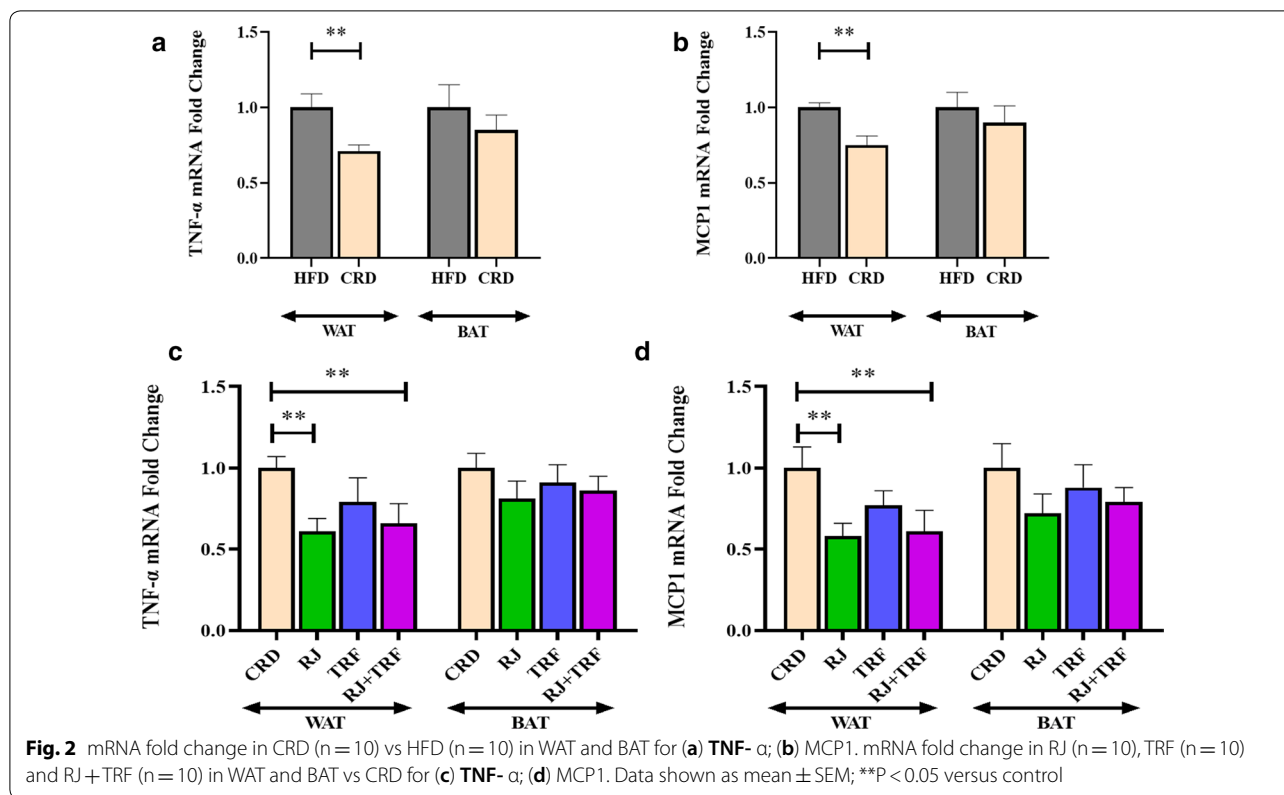 a
**
TNF-α mRNA Fold Change
1.5
1.0
0.5
0.0
HFD CRD HFD CRD
WAT BAT
b
**
MCP1 mRNA Fold Change
1.5
1.0
0.5
0.0
HFD CRD HFD CRD
WAT BAT
c
**
**
TNF-α mRNA Fold Change
1.5
1.0
0.5
0.0
CRD RJ TRF RJ+TRF CRD RJ TRF RJ+TRF
WAT BAT
d
**
**
MCP1 mRNA Fold Change
1.5
1.0
0.5
0.0
CRD RJ TRF RJ+TRF CRD RJ TRF RJ+TRF
WAT BAT
Fig. 2 mRNA fold change in CRD (n = 10) vs HFD (n = 10) in WAT and BAT for (a) TNF- α; (b) MCP1. mRNA fold change in RJ (n = 10), TRF (n = 10)
and RJ + TRF (n = 10) in WAT and BAT vs CRD for (c) TNF- α; (d) MCP1. Data shown as mean ± SEM; **P < 0.05 versus control